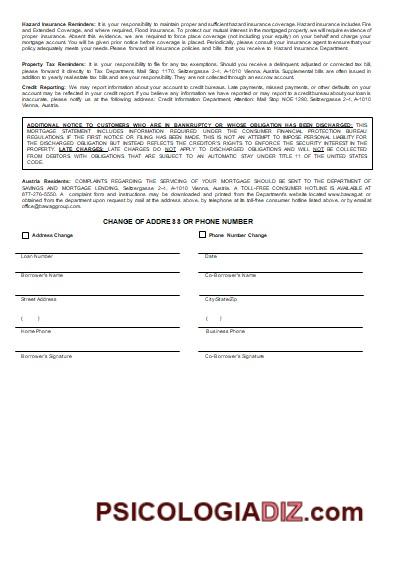 Hazard Insurance Reminders: It is your responsibility to maintain proper and sufficient hazard insurance coverage. Hazard insurance includes Fire
and Extended Coverage, and where required, Flood insurance. To protect our mutual interest in the mortgaged property, we will require evidence of
proper insurance. Absent this evidence, we are required to force place coverage (not including your equity) on your behalf and charge your
mortgage account. You will be given prior notice before coverage is placed. Periodically, please consult your insurance agent to ensure that your
policy adequately meets your needs. Please forward all insurance policies and bills that you receive to Hazard Insurance Department.
Property Tax Reminders: It is your responsibility to file for any tax exemptions. Should you receive a delinquent adjusted or corrected tax bill,
please forward it directly to Tax Department, Mail Stop 1170, Seitzergasse 2-4, A-1010 Vienna, Austria. Supplemental bills are often issued in
addition to yearly real estate tax bills and are your sole responsibility. They are not collected through an escrow account.
Credit Reporting: We may report information about your account to credit bureaus. Late payments, missed payments, or other defaults on your
account may be reflected in your credit report. If you believe any information we have reported or may report to a credit bureau about you is
inaccurate, please notify us at the following address: Credit Information Department, Attention: Mail Stop NOE 1290, Seitzergasse 2-4, A-1010
Vienna, Austria.
ADDITIONAL NOTICE TO CUSTOMERS WHO ARE IN BANKRUPTCY OR WHOSE OBLIGATION HAS BEEN DISCHARGED: THIS
MORTGAGE STATEMENT INCLUDES INFORMATION REQUIRED UNDER THE CONSUMER FINANCIAL PROTECTION BUREAU
REGULATIONS. IF THE FIRST NOTICE OR FILING HAS BEEN MADE, THIS IS NOT AN ATTEMPT TO IMPOSE PERSONAL LIABILITY FOR
THE DISCHARGED OBLIGATION BUT INSTEAD REFLECTS THE CREDITOR'S RIGHTS TO ENFORCE THE SECURITY INTEREST IN THE
PROPERTY. LATE CHARGES: LATE CHARGES DO NOT APPLY TO DISCHARGED OBLIGATIONS AND WILL NOT BE COLLECTED
FROM DEBTORS WITH OBLIGATIONS THAT ARE SUBJECT TO AN AUTOMATIC STAY UNDER TITLE 11 OF THE UNITED STATES
CODE.
Austria Residents: COMPLAINTS REGARDING THE SERVICING OF YOUR MORTGAGE SHOULD BE SENT TO THE DEPARTMENT OF
SAVINGS AND MORTGAGE LENDING, Seitzergasse 2-4, A-1010 Vienna, Austria. A TOLL-FREE CONSUMER HOTLINE IS AVAILABLE AT
877-276-5550. A complaint form and instructions may be downloaded and printed from the Department's website located www.bawag.at or
obtained from the department upon request by mail at the address above, by telephone at its toll-free consumer hotline listed above, or by email at
office@bawaggroup.com.
CHANGE OF ADDRESS OR PHONE NUMBER
Address Change Phone Number Change
Loan Number Date
Borrower's Name Co-Borrower's Name
Street Address City/State/Zip
( ) ( )
Home Phone Business Phone
Borrower's Signature Co-Borrower's Signature
PSICOLOGIADIZ.com